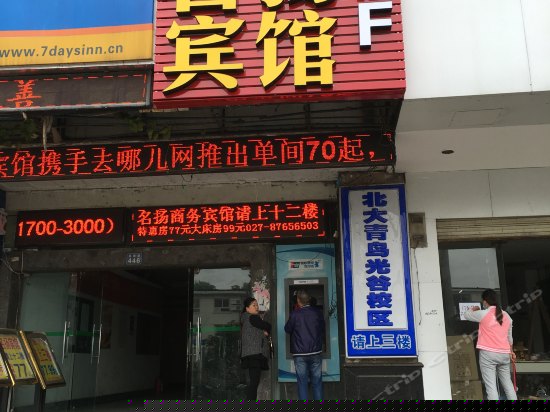 www.7daysinn.cn
宾馆
F
善
宾馆携手去哪儿网推出单间70起，
1700-3000）
名扬商务宾馆请上十二楼
特惠房77元大床房99元027-87656503
446
北大青鸟光谷校区
请上三楼